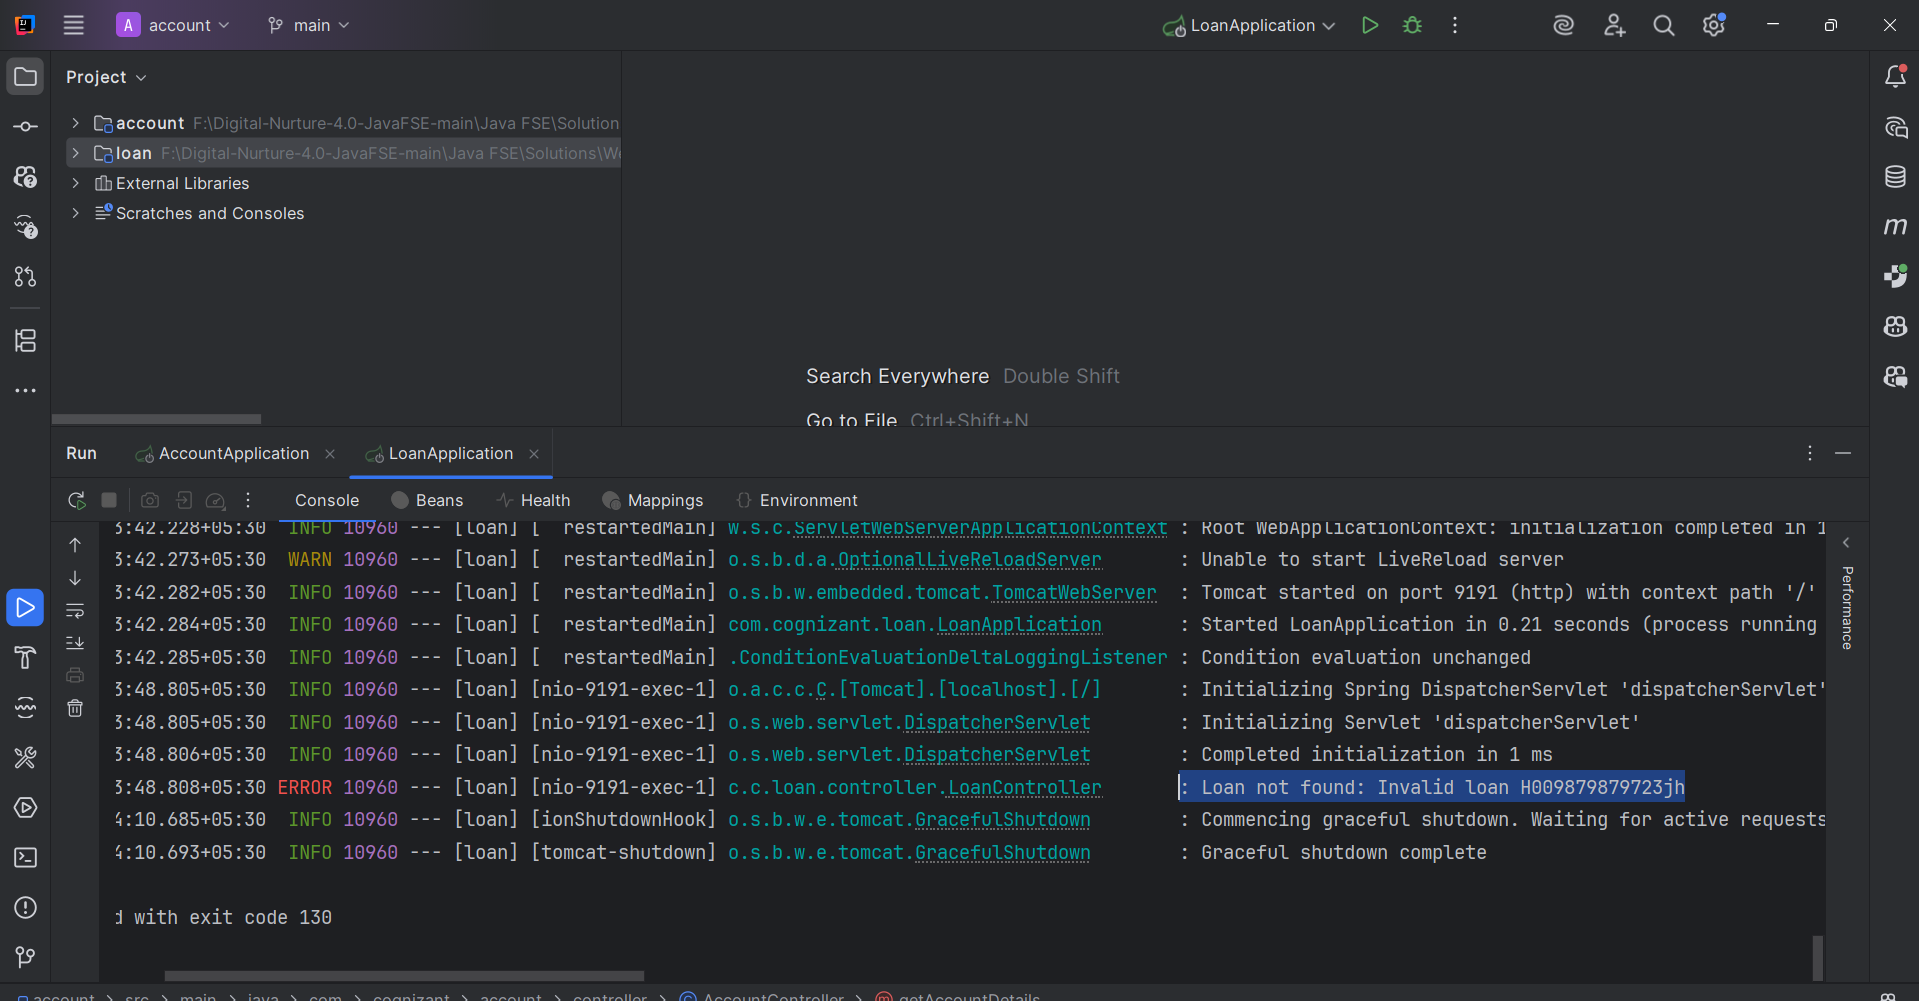 A account main LoanApplication
Project
account F:\Digital-Nurture-4.0-JavaFSE-main\Java FSE\Solution
loan F:\Digital-Nurture-4.0-JavaFSE-main\Java FSE\Solutions\W
External Libraries
Scratches and Consoles
Search Everywhere Double Shift
Go to File Ctrl+Shift+N
Run AccountApplication LoanApplication
Console Beans Health Mappings Environment
3:42.228+05:30 INFO 10960 --- [loan] [ restartedMain] w.s.c.ServletWebServerApplicationContext : Root WebApplicationContext: initialization completed in 1
3:42.273+05:30 WARN 10960 --- [loan] [ restartedMain] o.s.b.d.a.OptionalLiveReloadServer : Unable to start LiveReload server
3:42.282+05:30 INFO 10960 --- [loan] [ restartedMain] o.s.b.w.embedded.tomcat.TomcatWebServer : Tomcat started on port 9191 (http) with context path '/'
3:42.284+05:30 INFO 10960 --- [loan] [ restartedMain] com.cognizant.loan.LoanApplication : Started LoanApplication in 0.21 seconds (process running
3:42.285+05:30 INFO 10960 --- [loan] [ restartedMain] .ConditionEvaluationDeltaLoggingListener : Condition evaluation unchanged
3:48.805+05:30 INFO 10960 --- [loan] [nio-9191-exec-1] o.a.c.c.C.[Tomcat].[localhost].[/] : Initializing Spring DispatcherServlet 'dispatcherServlet'
3:48.805+05:30 INFO 10960 --- [loan] [nio-9191-exec-1] o.s.web.servlet.DispatcherServlet : Initializing Servlet 'dispatcherServlet'
3:48.806+05:30 INFO 10960 --- [loan] [nio-9191-exec-1] o.s.web.servlet.DispatcherServlet : Completed initialization in 1 ms
3:48.808+05:30 ERROR 10960 --- [loan] [nio-9191-exec-1] c.c.loan.controller.LoanController : Loan not found: Invalid loan H009879879723jh
4:10.685+05:30 INFO 10960 --- [loan] [ionShutdownHook] o.s.b.w.e.tomcat.GracefulShutdown : Commencing graceful shutdown. Waiting for active requests
4:10.693+05:30 INFO 10960 --- [loan] [tomcat-shutdown] o.s.b.w.e.tomcat.GracefulShutdown : Graceful shutdown complete
d with exit code 130
Performance
account > src > main > java > com > cognizant > account > controller > AccountController > getAccountDetails